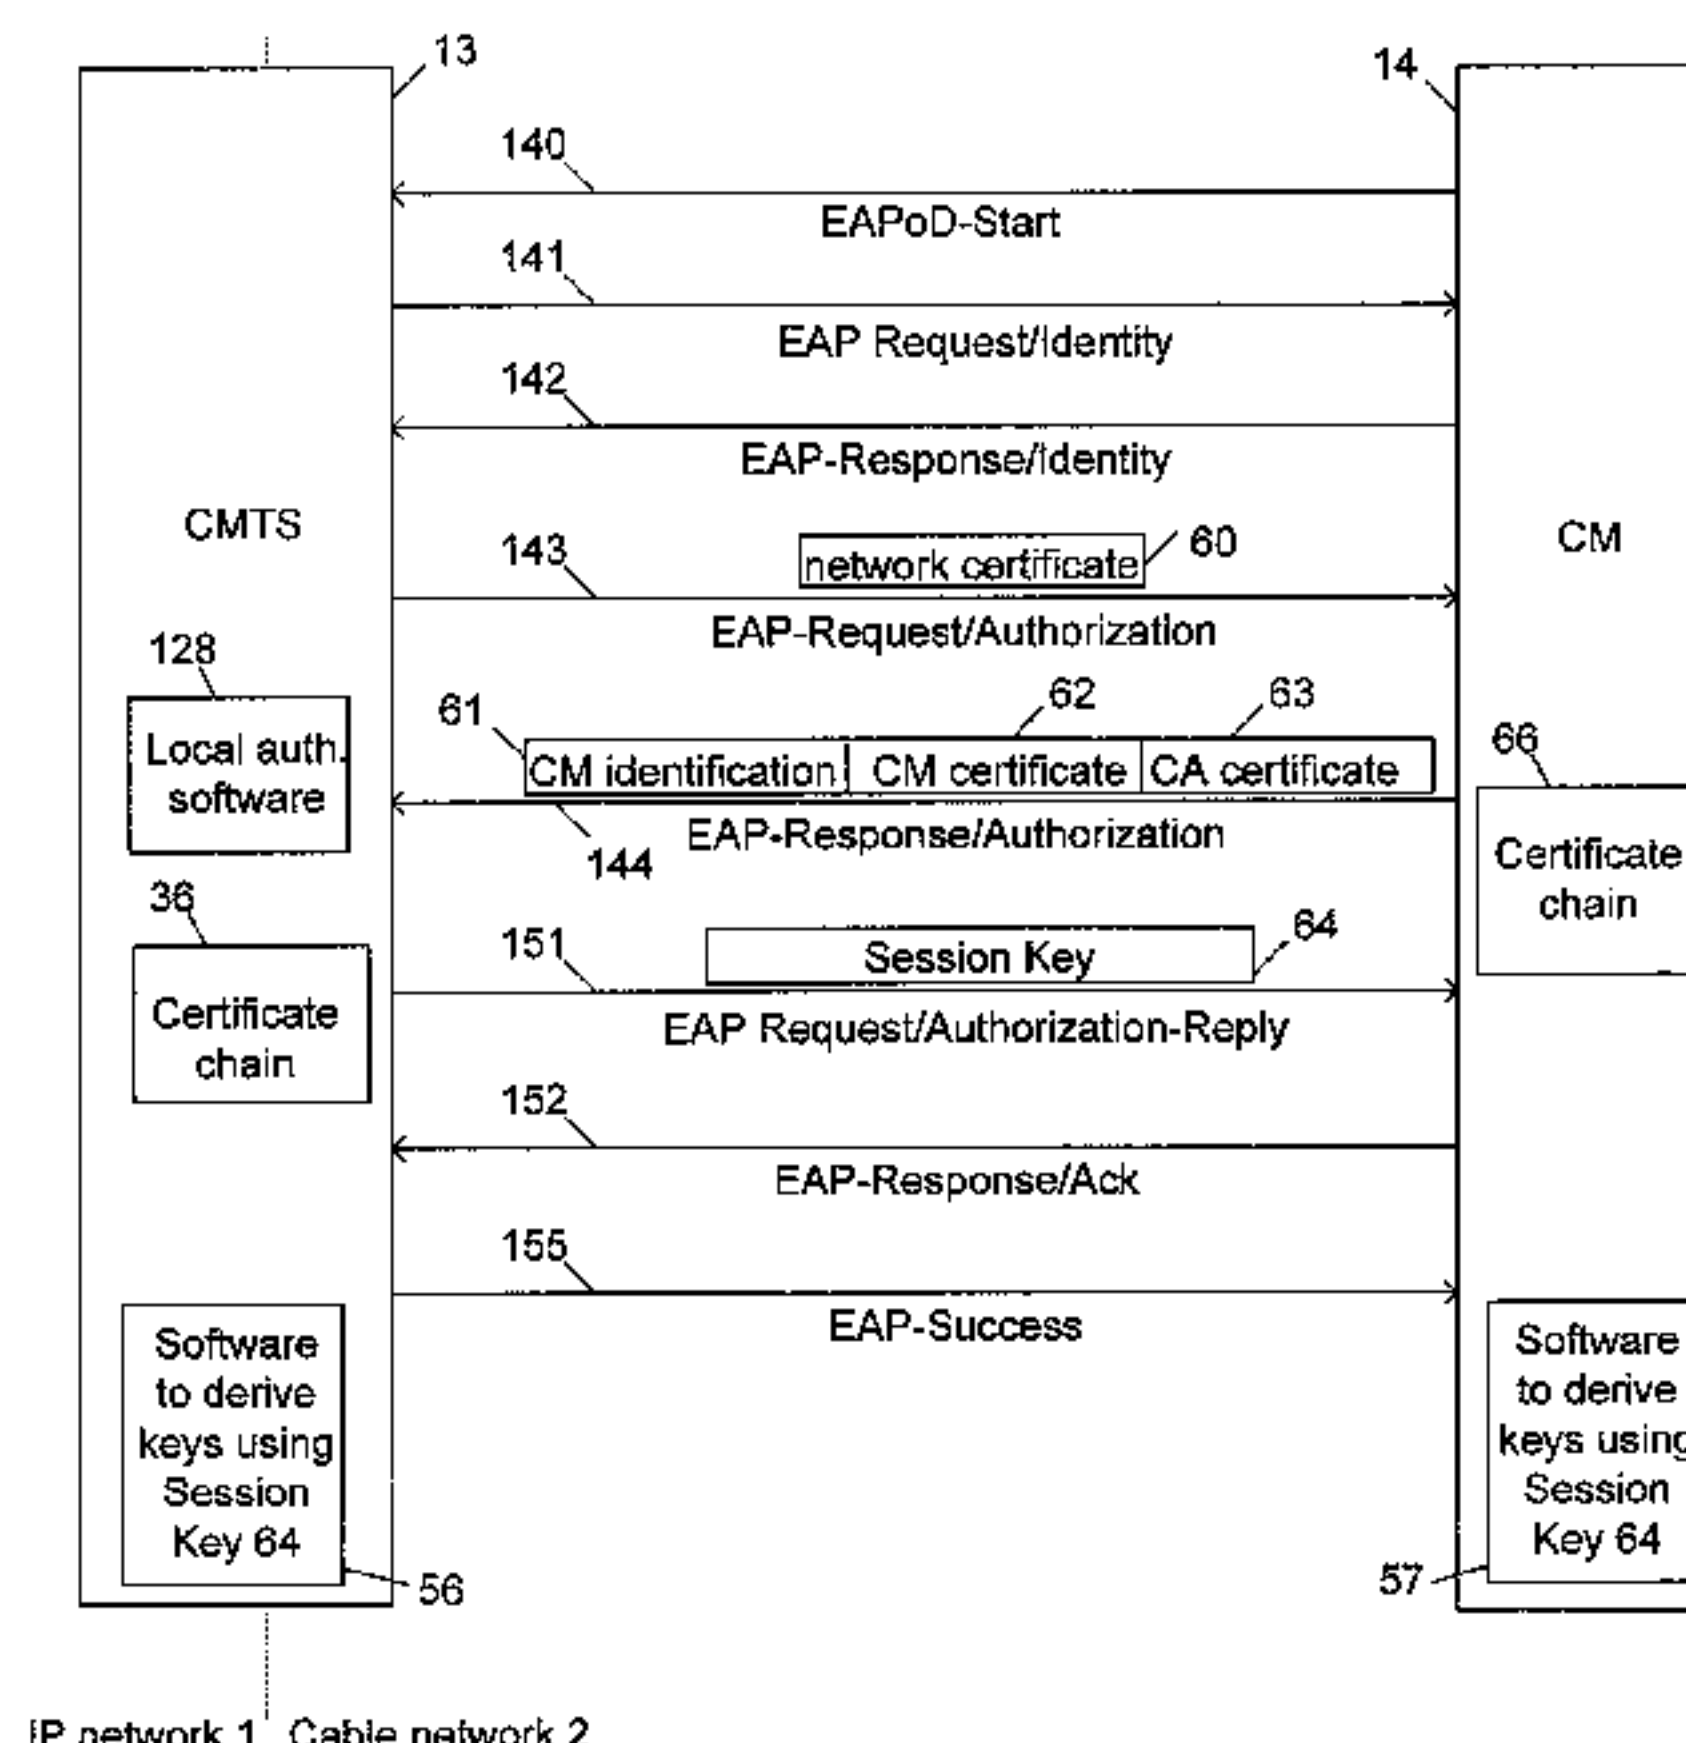 13
14
140
EAPoD-Start
141
EAP Request/Identity
142
EAP-Response/Identity
CMTS
CM
143
network certificate
60
EAP-Request/Authorization
128
Local auth.
software
61
62
63
CM identification
CM certificate
CA certificate
66
EAP-Response/Authorization
144
Certificate
chain
36
Certificate
chain
151
Session Key
64
EAP Request/Authorization-Reply
152
EAP-Response/Ack
155
EAP-Success
Software
to derive
keys using
Session
Key 64
56
Software
to derive
keys using
Session
Key 64
57
IP network 1
Cable network 2